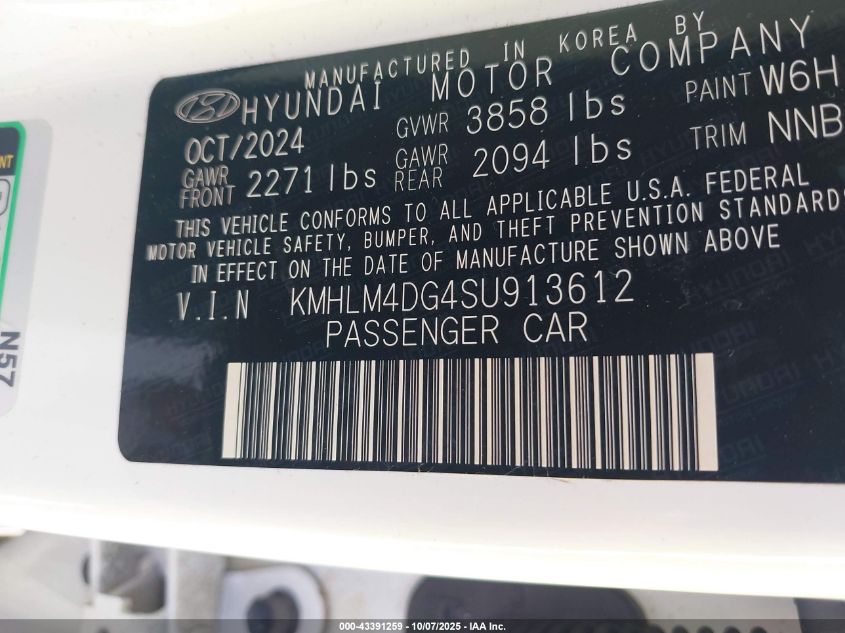 MANUFACTURED IN KOREA BY
HYUNDAI MOTOR COMPANY
OCT/2024 GVWR 3858 lbs PAINT W6H
GAWR FRONT 2271 lbs GAWR REAR 2094 lbs TRIM NNB
THIS VEHICLE CONFORMS TO ALL APPLICABLE U.S.A. FEDERAL
MOTOR VEHICLE SAFETY, BUMPER, AND THEFT PREVENTION STANDARDS
IN EFFECT ON THE DATE OF MANUFACTURE SHOWN ABOVE
V.I.N KMHLM4DG4SU913612
PASSENGER CAR
N57
000-43391259 - 10/07/2025 - IAA Inc.